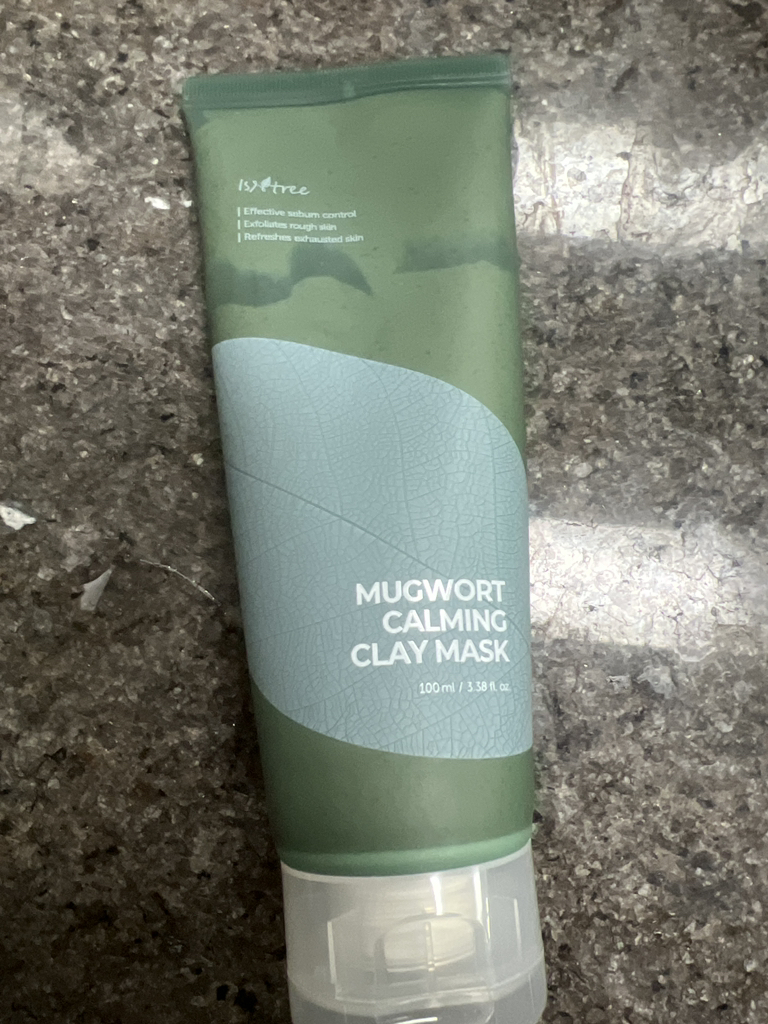 Isntree
Effective sebum control
Exfoliates rough skin
Refreshes exhausted skin
MUGWORT
CALMING
CLAY MASK
100 ml / 3.38 fl. oz.